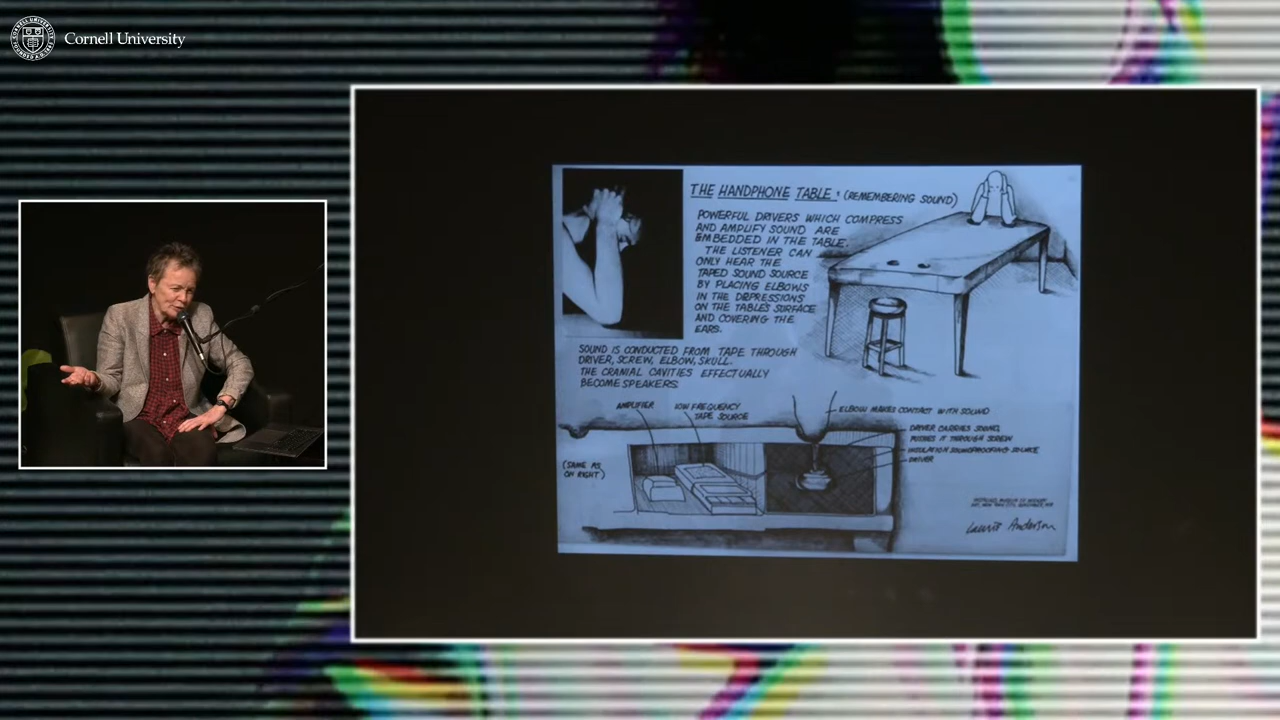 Cornell University
THE HANDPHONE TABLE (REMEMBERING SOUND)
POWERFUL DRIVERS WHICH COMPRESS
AND AMPLIFY SOUND ARE
EMBEDDED IN THE TABLE.
THE LISTENER CAN
ONLY HEAR THE
TAPED SOUND SOURCE
BY PLACING ELBOWS
IN THE DEPRESSIONS
ON THE TABLE'S SURFACE
AND COVERING THE
EARS.
SOUND IS CONDUCTED FROM TAPE THROUGH
DRIVER, SCREW, ELBOW, SKULL.
THE CRANIAL CAVITIES EFFECTUALLY
BECOME SPEAKERS.
AMPLIFIER
LOW FREQUENCY
TAPE SOURCE
ELBOW MAKES CONTACT WITH SOUND
DRIVER CARRIES SOUND,
PUSHES IT THROUGH SCREW
INSULATION SOUNDPROOFING SOURCE
DRIVER
(SAME AS
ON RIGHT)
Laurie Anderson